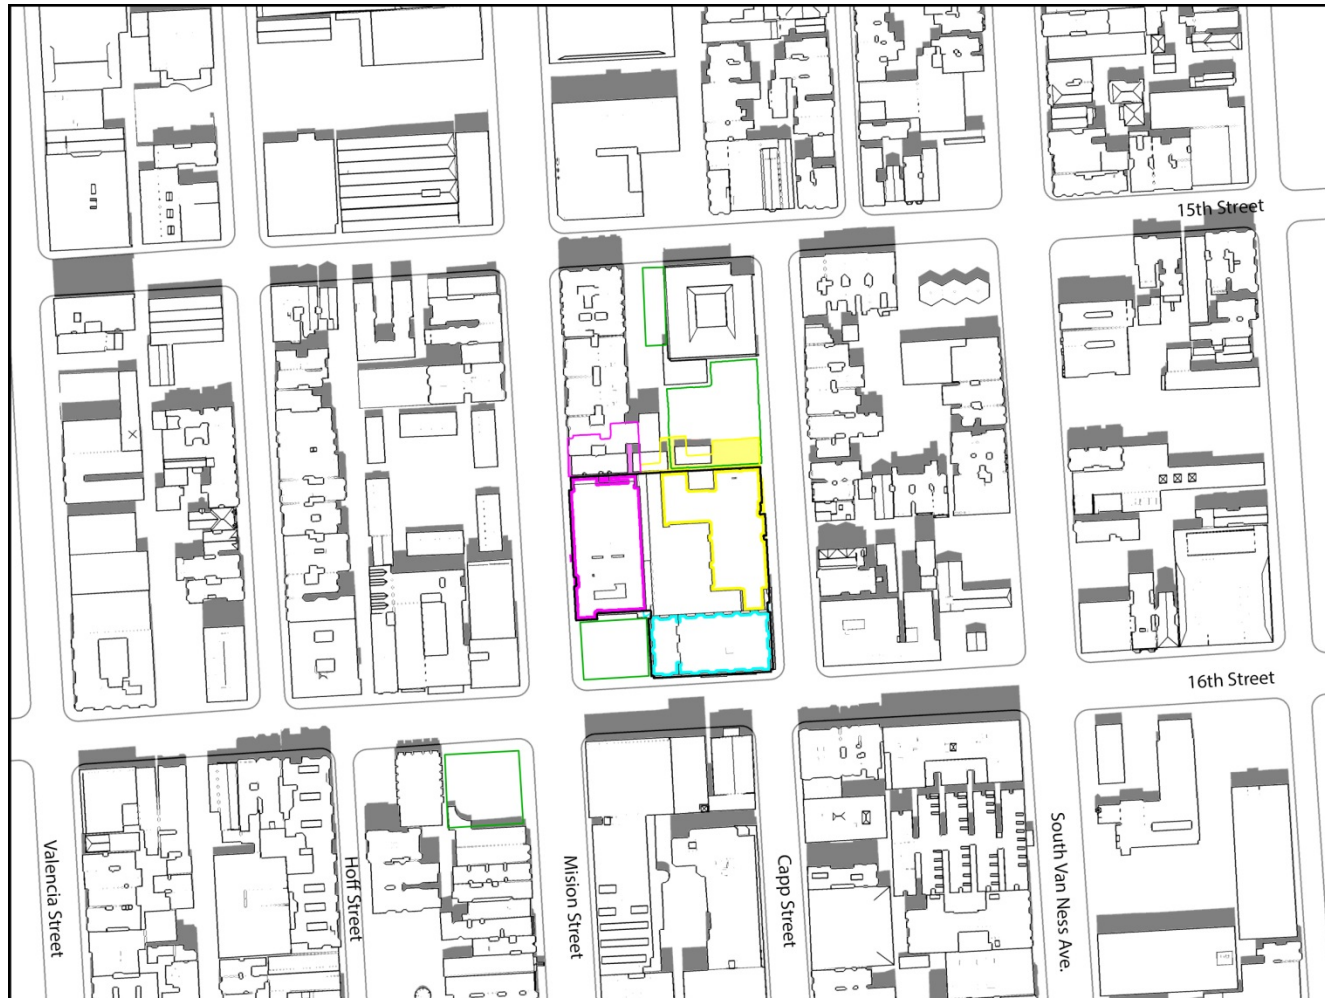 15th Street
16th Street
Valencia Street
Hoff Street
Mision Street
Capp Street
South Van Ness Ave.